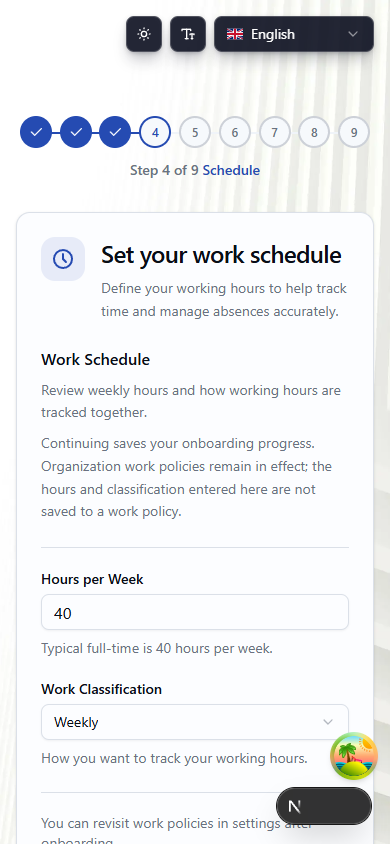 English
4
5
6
7
8
9
Step 4 of 9 Schedule
Set your work schedule
Define your working hours to help track
time and manage absences accurately.
Work Schedule
Review weekly hours and how working hours are
tracked together.
Continuing saves your onboarding progress.
Organization work policies remain in effect; the
hours and classification entered here are not
saved to a work policy.
Hours per Week
40
Typical full-time is 40 hours per week.
Work Classification
Weekly
How you want to track your working hours.
N
You can revisit work policies in settings after
onboarding.